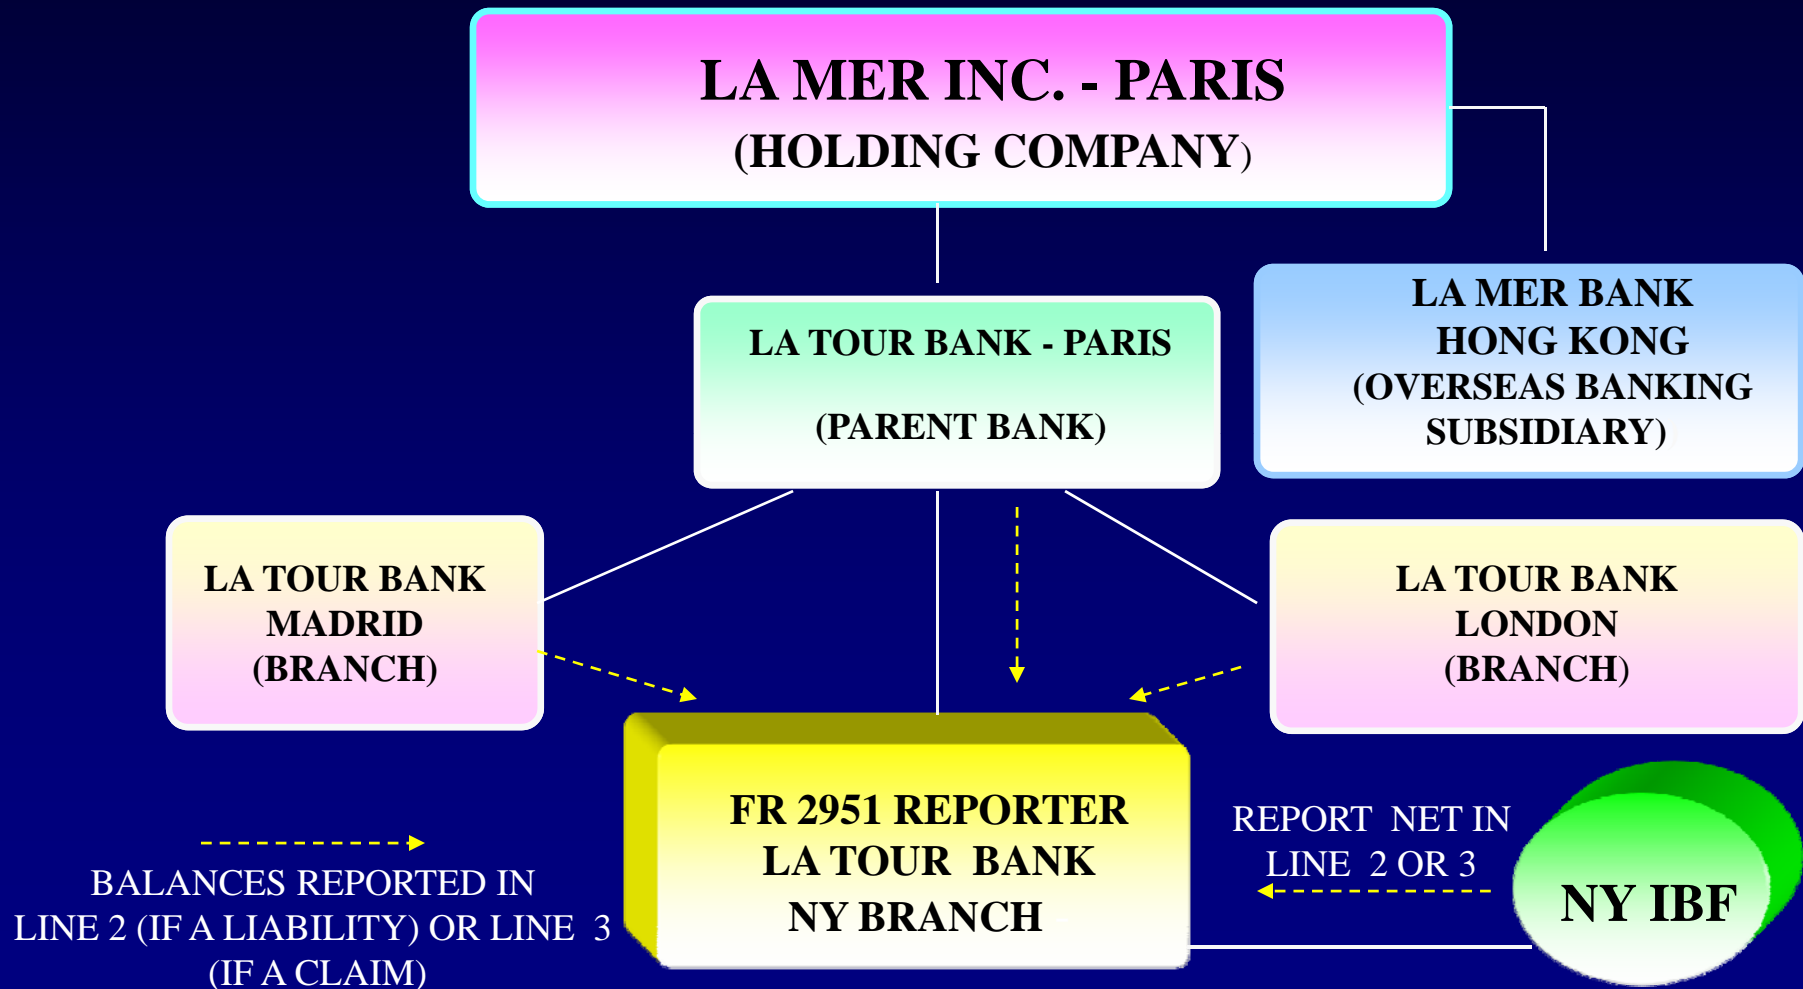 LA MER INC. - PARIS
(HOLDING COMPANY)
LA MER BANK
HONG KONG
(OVERSEAS BANKING
SUBSIDIARY)
LA TOUR BANK - PARIS
(PARENT BANK)
LA TOUR BANK
MADRID
(BRANCH)
LA TOUR BANK
LONDON
(BRANCH)
FR 2951 REPORTER
LA TOUR BANK
NY BRANCH
REPORT NET IN
LINE 2 OR 3
NY IBF
BALANCES REPORTED IN
LINE 2 (IF A LIABILITY) OR LINE 3
(IF A CLAIM)